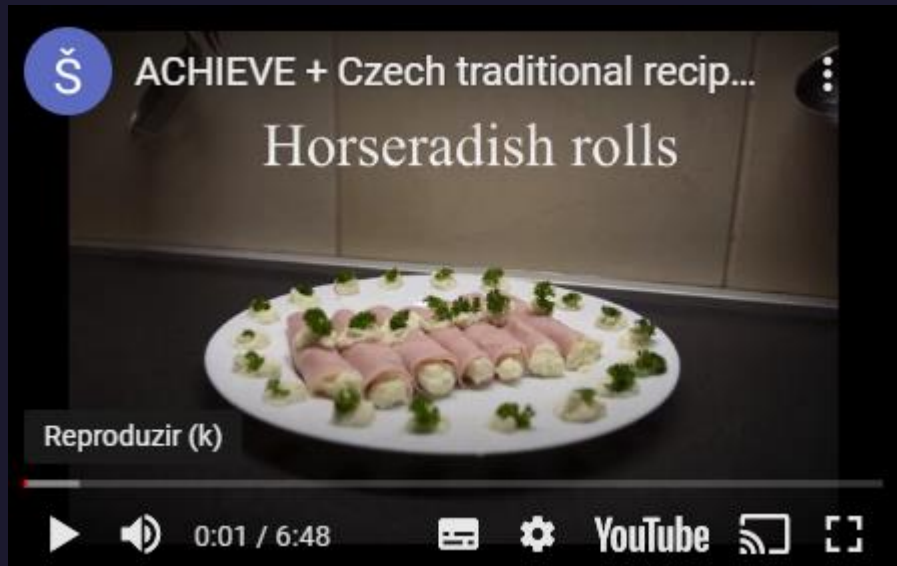 Š
ACHIEVE + Czech traditional recip...
Horseradish rolls
Reproduzir (k)
0:01 / 6:48
YouTube